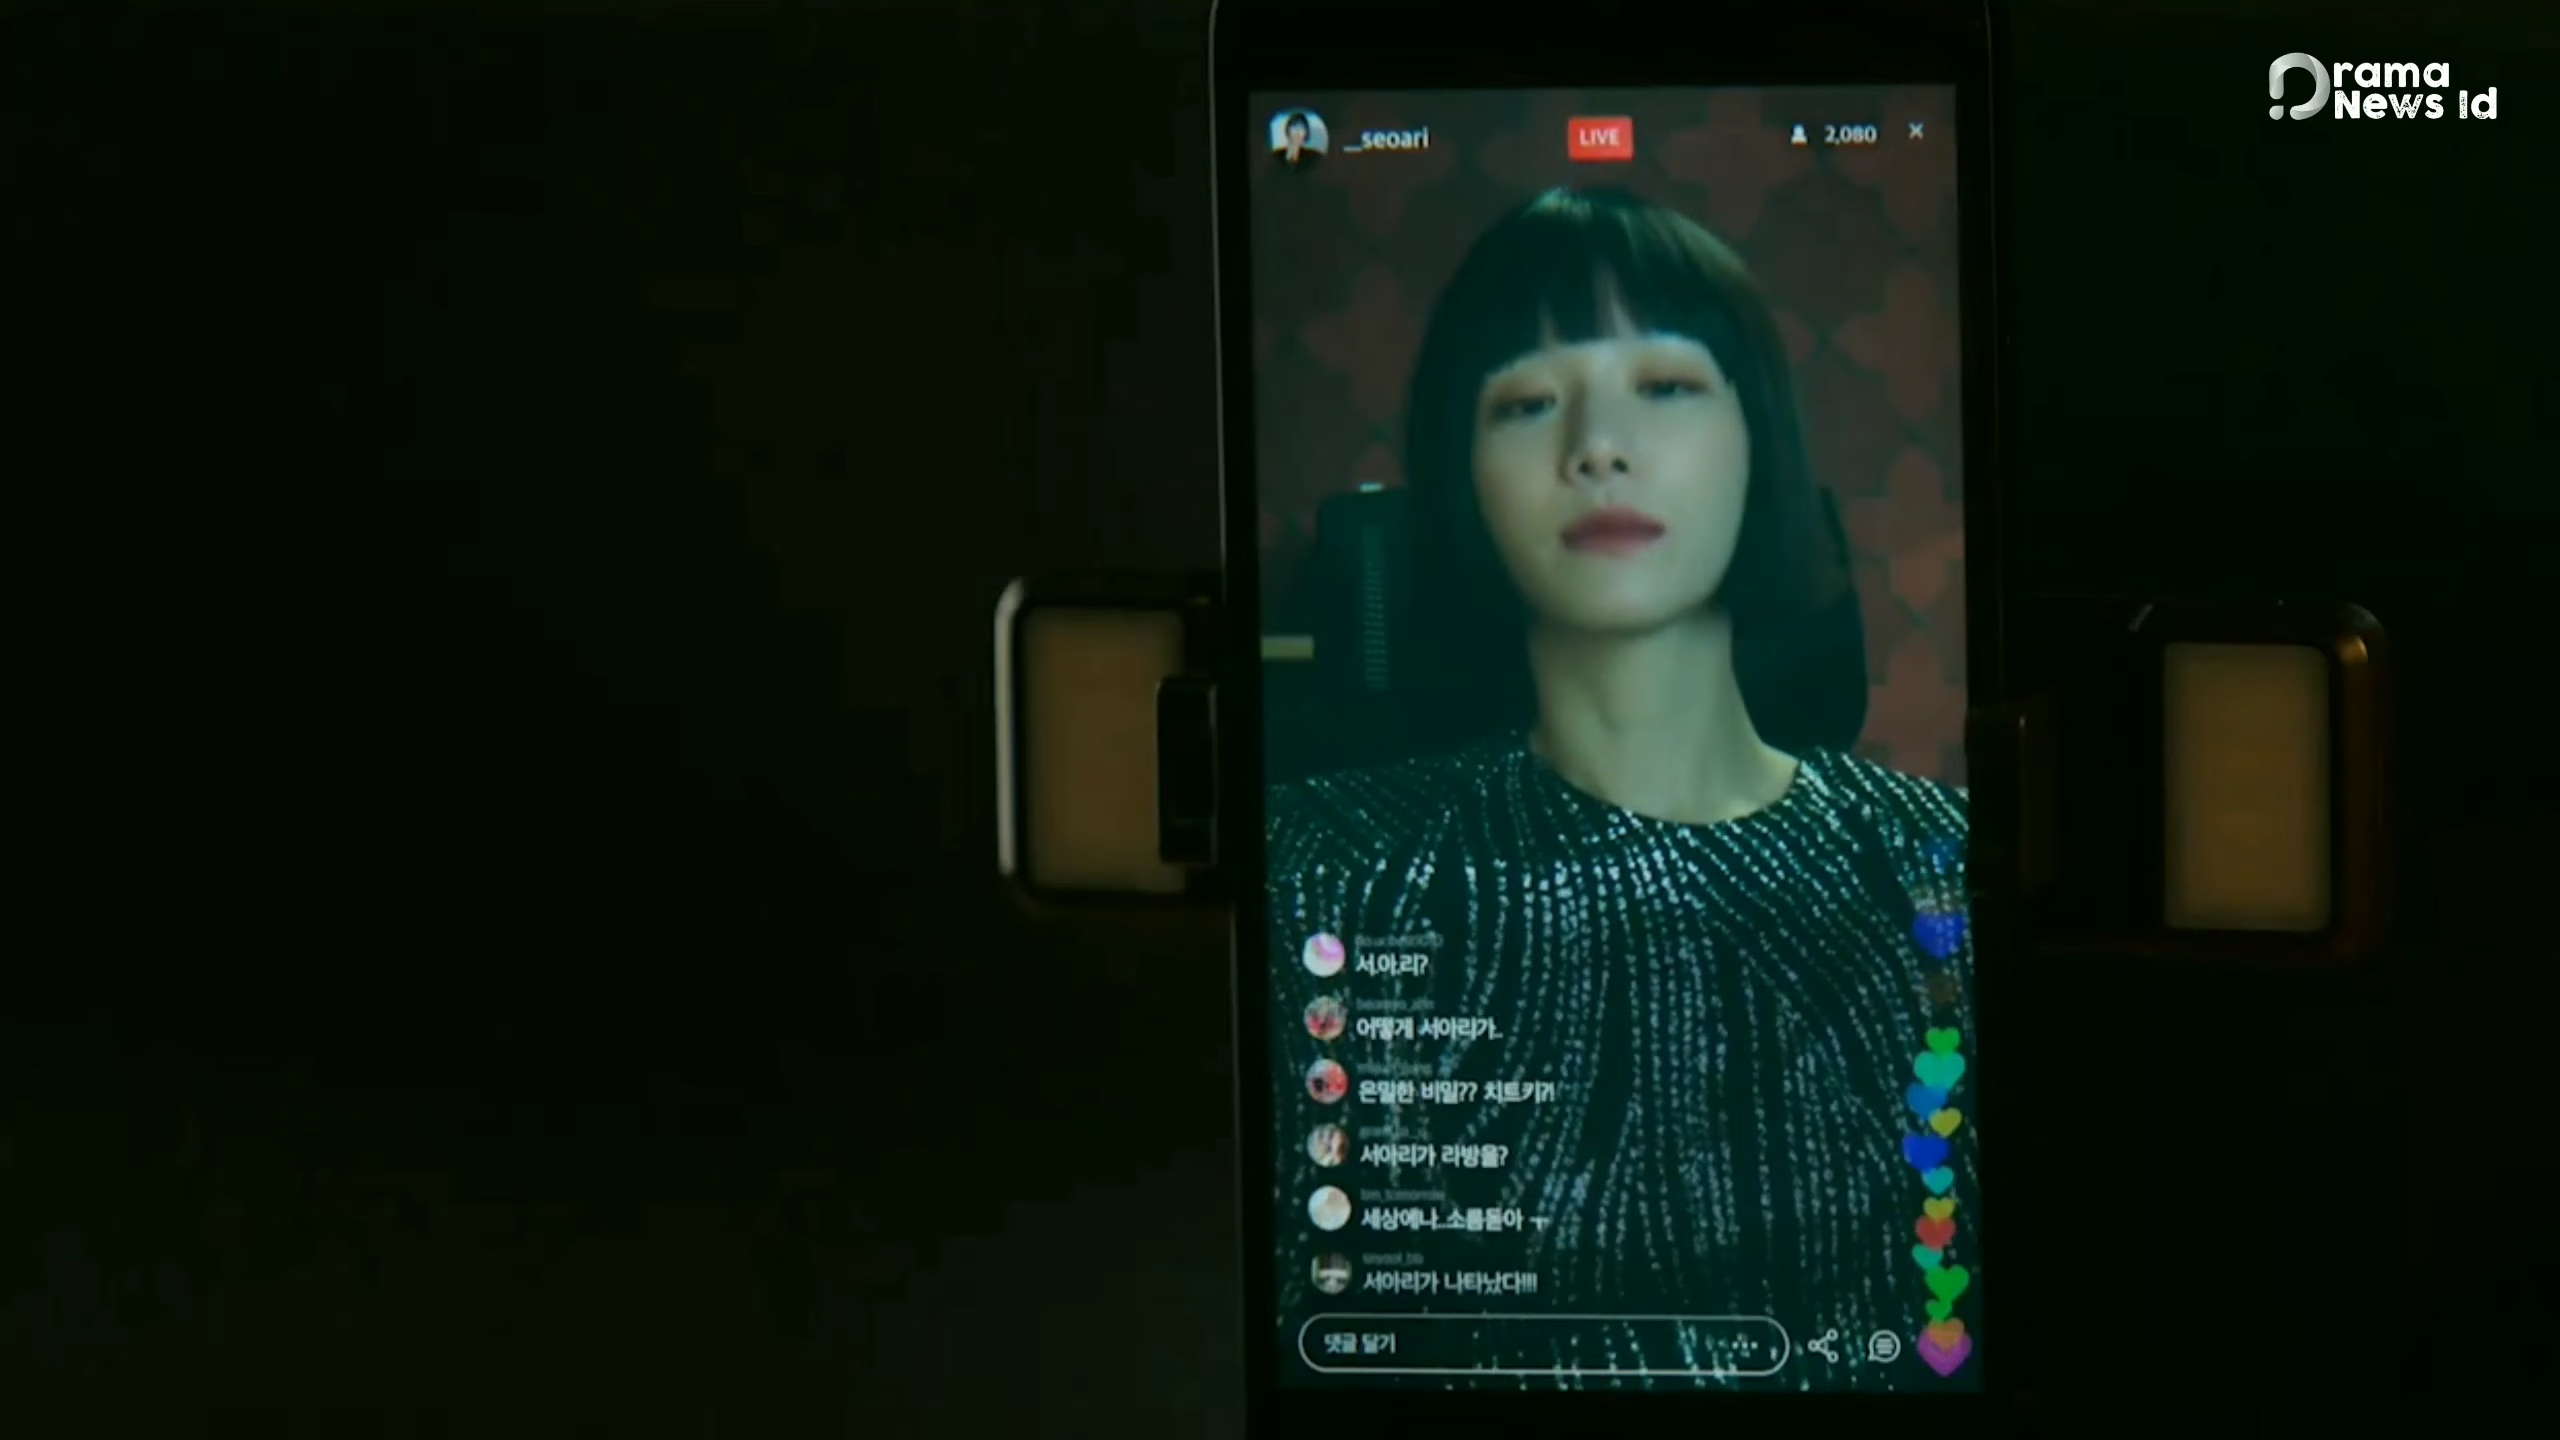 Drama
News Id
__seoari
LIVE
2,080
서.아.리?
어떻게 서아리가..
은밀한 비밀?? 치트키?!
서아리가 라방을?
세상에나..소름돋아 ㅜ
서아리가 나타났다!!!
댓글 달기